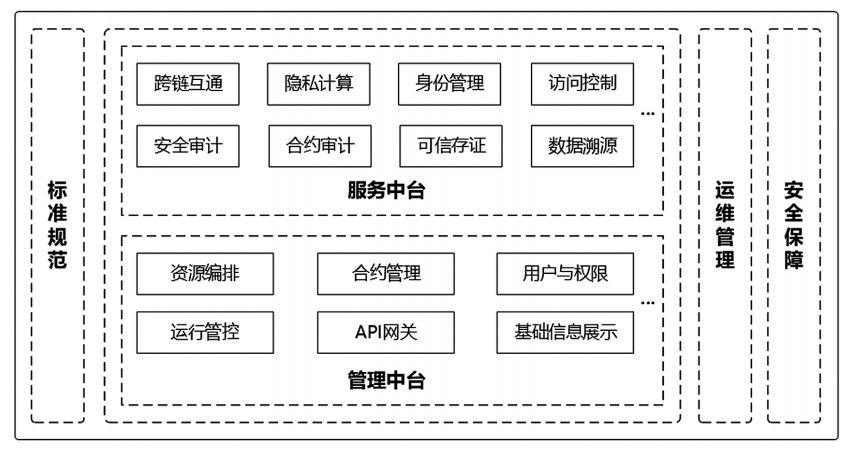 标准规范
跨链互通 隐私计算 身份管理 访问控制
...
安全审计 合约审计 可信存证 数据溯源
服务中台
资源编排 合约管理 用户与权限
...
运行管控 API网关 基础信息展示
管理中台
运维管理
安全保障